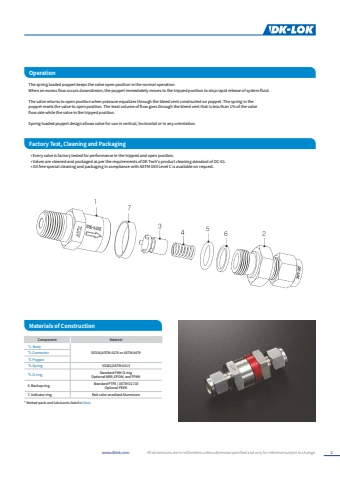 DK-LOK
Operation
The spring loaded poppet keeps the valve open position in the normal operation.
When an excess flow occurs downstream, the poppet immediately moves to the tripped position to stop rapid release of system fluid.
The valve returns to open position when pressure equalizes through the bleed vent constructed on poppet. The spring in the
poppet resets the valve to open position. The least volume of flow goes through the bleed vent that is less than 1% of the valve
flow rate while the valve in the tripped position.
Spring loaded poppet design allows valve for use in vertical, horizontal or in any orientation.
Factory Test, Cleaning and Packaging
• Every valve is factory tested for performance in the tripped and open position.
• Valves are cleaned and packaged as per the requirements of DK Tech's product cleaning standard of DC-01.
• Oil free special cleaning and packaging in compliance with ASTM G93 Level C is available on request.
1
7
3
4
5
6
2
DK-LOK
Materials of Construction
Component Material
*1. Body
*2. Connector
*3. Poppet
SS316/ASTM A276 or ASTM A479
*4. Spring
*5. O-ring
Standard FKM O-ring
Optional NBR, EPDM, and FFKM
6. Backup ring
Standard PTFE / ASTM D1710
Optional PEEK
7. Indicator ring Red color anodized Aluminium
* Wetted parts and lubricants listed in Blue.
www.dklok.com
All dimensions are in millimeters unless otherwise specified and only for reference subject to change.
1